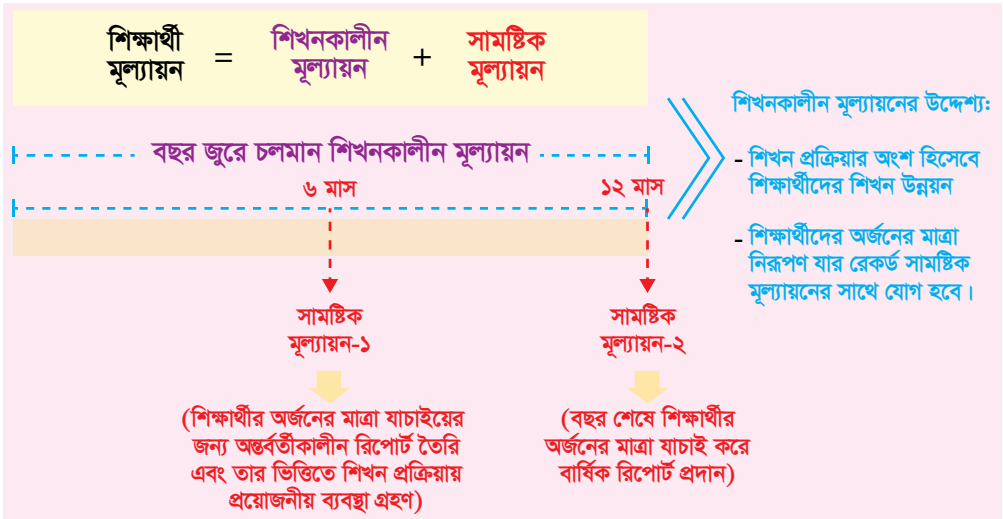 শিক্ষার্থী মূল্যায়ন = শিখনকালীন মূল্যায়ন + সামষ্টিক মূল্যায়ন
বছর জুরে চলমান শিখনকালীন মূল্যায়ন
৬ মাস
১২ মাস
সামষ্টিক
মূল্যায়ন-১
(শিক্ষার্থীর অর্জনের মাত্রা যাচাইয়ের
জন্য অন্তর্বর্তীকালীন রিপোর্ট তৈরি
এবং তার ভিত্তিতে শিখন প্রক্রিয়ায়
প্রয়োজনীয় ব্যবস্থা গ্রহণ)
সামষ্টিক
মূল্যায়ন-২
(বছর শেষে শিক্ষার্থীর
অর্জনের মাত্রা যাচাই করে
বার্ষিক রিপোর্ট প্রদান)
শিখনকালীন মূল্যায়নের উদ্দেশ্য:
- শিখন প্রক্রিয়ার অংশ হিসেবে
শিক্ষার্থীদের শিখন উন্নয়ন
- শিক্ষার্থীদের অর্জনের মাত্রা
নিরূপণ যার রেকর্ড সামষ্টিক
মূল্যায়নের সাথে যোগ হবে।